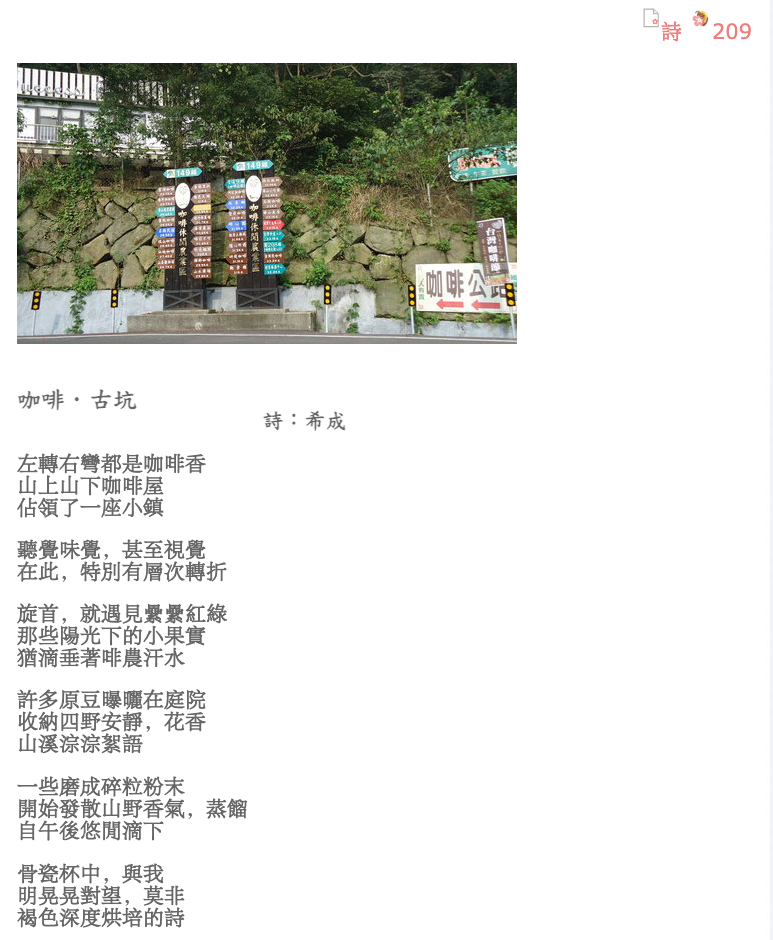 詩 209
149線
149線
咖啡休閒農業區
咖啡休閒農業區
台灣咖啡節
咖啡公路
咖啡‧古坑
詩：希成
左轉右彎都是咖啡香
山上山下咖啡屋
佔領了一座小鎮
聽覺味覺，甚至視覺
在此，特別有層次轉折
旋首，就遇見纍纍紅綠
那些陽光下的小果實
猶滴垂著啡農汗水
許多原豆曝曬在庭院
收納四野安靜，花香
山溪淙淙絮語
一些磨成碎粒粉末
開始發散山野香氣，蒸餾
自午後悠閒滴下
骨瓷杯中，與我
明晃晃對望，莫非
褐色深度烘培的詩